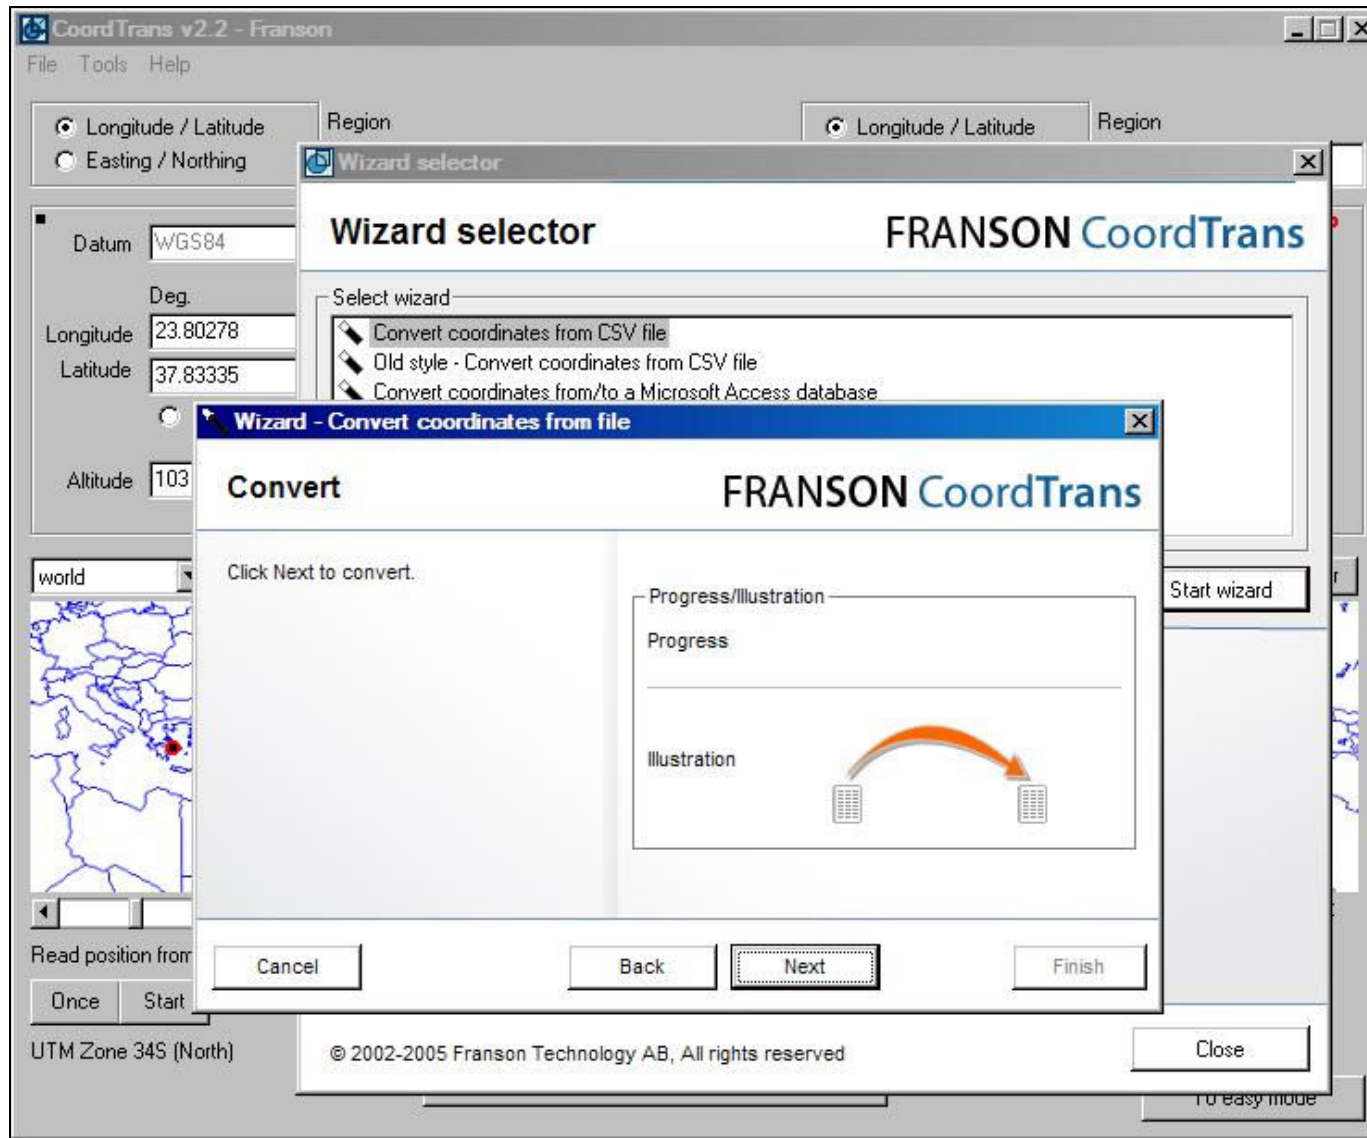 CoordTrans v2.2 - Franson
File Tools Help
Longitude / Latitude
Easting / Northing
Region
Longitude / Latitude
Region
Wizard selector
Wizard selector
FRANSON CoordTrans
Datum WGS84
Deg.
Longitude 23.80278
Latitude 37.83335
Altitude 103
Select wizard
Convert coordinates from CSV file
Old style - Convert coordinates from CSV file
Convert coordinates from/to a Microsoft Access database
Wizard - Convert coordinates from file
Convert
FRANSON CoordTrans
Click Next to convert.
Progress/Illustration
Progress
Illustration
world
Start wizard
Cancel
Back
Next
Finish
Read position from
Once
Start
UTM Zone 34S (North)
© 2002-2005 Franson Technology AB, All rights reserved
Close
To easy mode